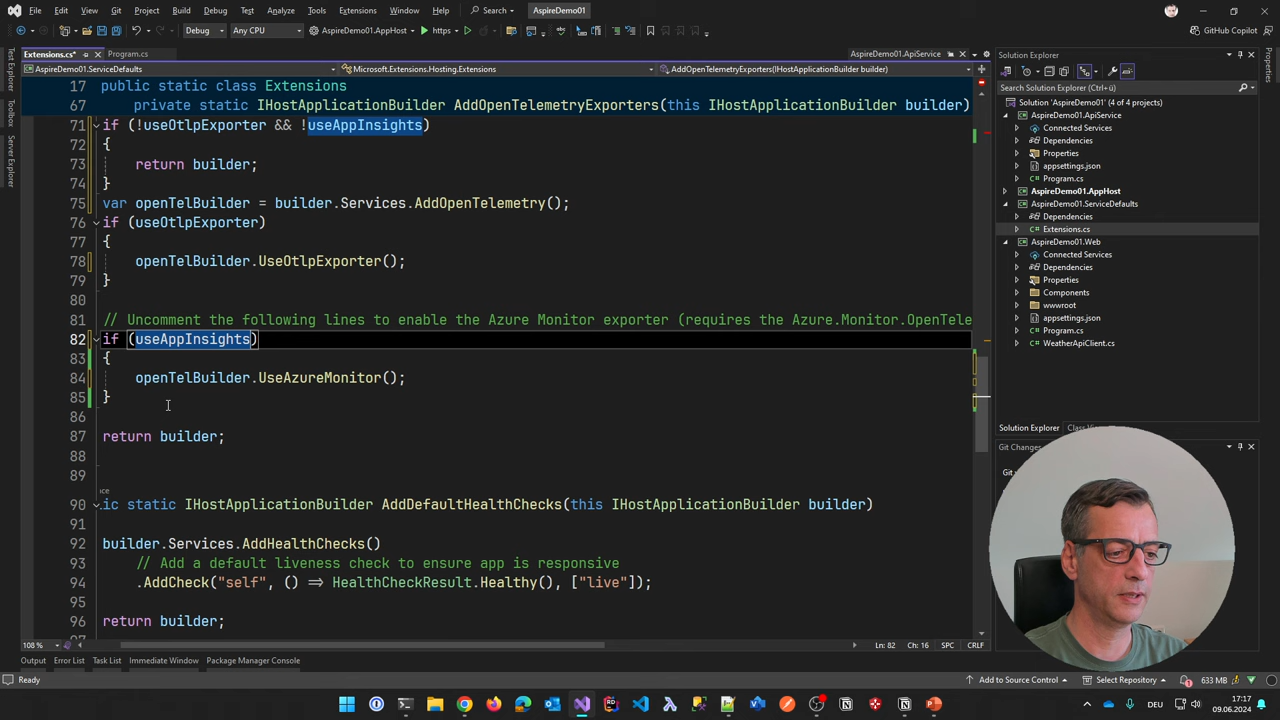 File Edit View Git Project Build Debug Test Analyze Tools Extensions Window Help Search AspireDemo01
Debug Any CPU AspireDemo01.AppHost https GitHub Copilot
Extensions.cs* Program.cs AspireDemo01.ApiService
AspireDemo01.ServiceDefaults Microsoft.Extensions.Hosting.Extensions AddOpenTelemetryExporters(IHostApplicationBuilder builder)
Test Explorer
Toolbox
Server Explorer
17 public static class Extensions
67 private static IHostApplicationBuilder AddOpenTelemetryExporters(this IHostApplicationBuilder builder)
71 if (!useOtlpExporter && !useAppInsights)
72 {
73 return builder;
74 }
75 var openTelBuilder = builder.Services.AddOpenTelemetry();
76 if (useOtlpExporter)
77 {
78 openTelBuilder.UseOtlpExporter();
79 }
80
81 // Uncomment the following lines to enable the Azure Monitor exporter (requires the Azure.Monitor.OpenTele
82 if (useAppInsights)
83 {
84 openTelBuilder.UseAzureMonitor();
85 }
86
87 return builder;
88
89
90 ic static IHostApplicationBuilder AddDefaultHealthChecks(this IHostApplicationBuilder builder)
91
92 builder.Services.AddHealthChecks()
93 // Add a default liveness check to ensure app is responsive
94 .AddCheck("self", () => HealthCheckResult.Healthy(), ["live"]);
95
96 return builder;
108 % Ln: 82 Ch: 16 SPC CRLF
Output Error List Task List Immediate Window Package Manager Console
Ready Add to Source Control Select Repository 633 MB
Solution Explorer
Search Solution Explorer (Ctrl+ü)
Solution 'AspireDemo01' (4 of 4 projects)
AspireDemo01.ApiService
Connected Services
Dependencies
Properties
appsettings.json
Program.cs
AspireDemo01.AppHost
AspireDemo01.ServiceDefaults
Dependencies
Extensions.cs
AspireDemo01.Web
Connected Services
Dependencies
Properties
Components
wwwroot
appsettings.json
Program.cs
WeatherApiClient.cs
Solution Explorer
Git Changes
Properties
DEU 17:17
09.06.2024